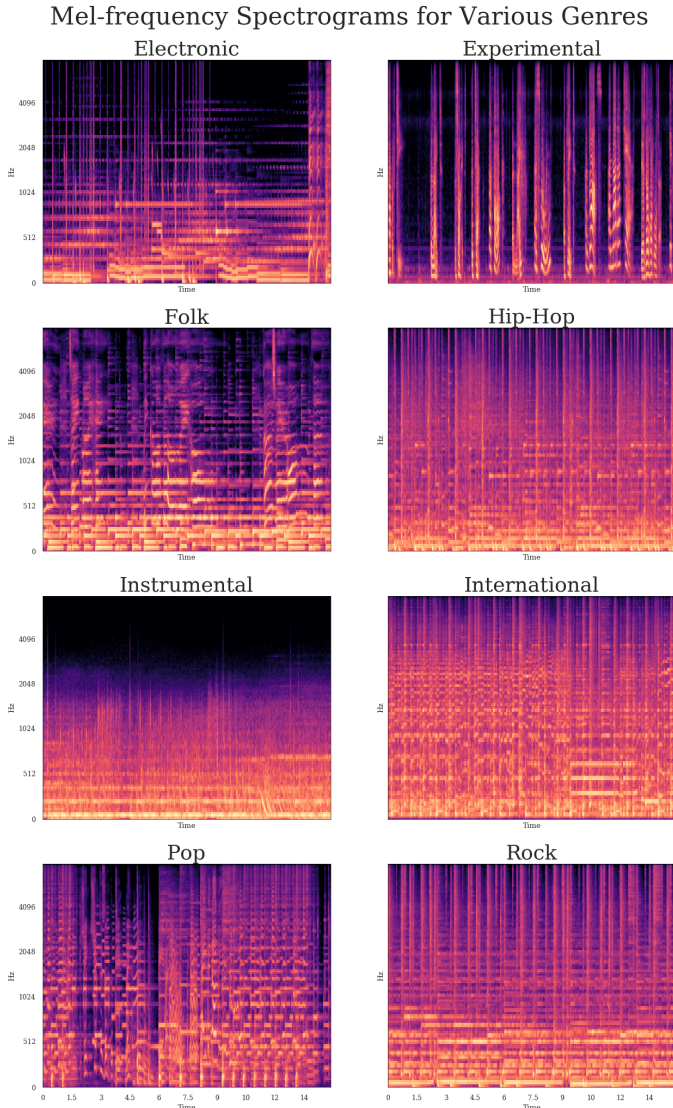 Mel-frequency Spectrograms for Various Genres
Electronic
Experimental
4096
2048
Hz
1024
512
0
Time
Hz
Time
Folk
Hip-Hop
4096
2048
Hz
1024
512
0
Time
Hz
Time
Instrumental
International
4096
2048
Hz
1024
512
0
Time
Hz
Time
Pop
Rock
4096
2048
Hz
1024
512
0
0 1.5 3 4.5 6 7.5 9 10.5 12 14
Time
Hz
0 1.5 3 4.5 6 7.5 9 10.5 12 14
Time